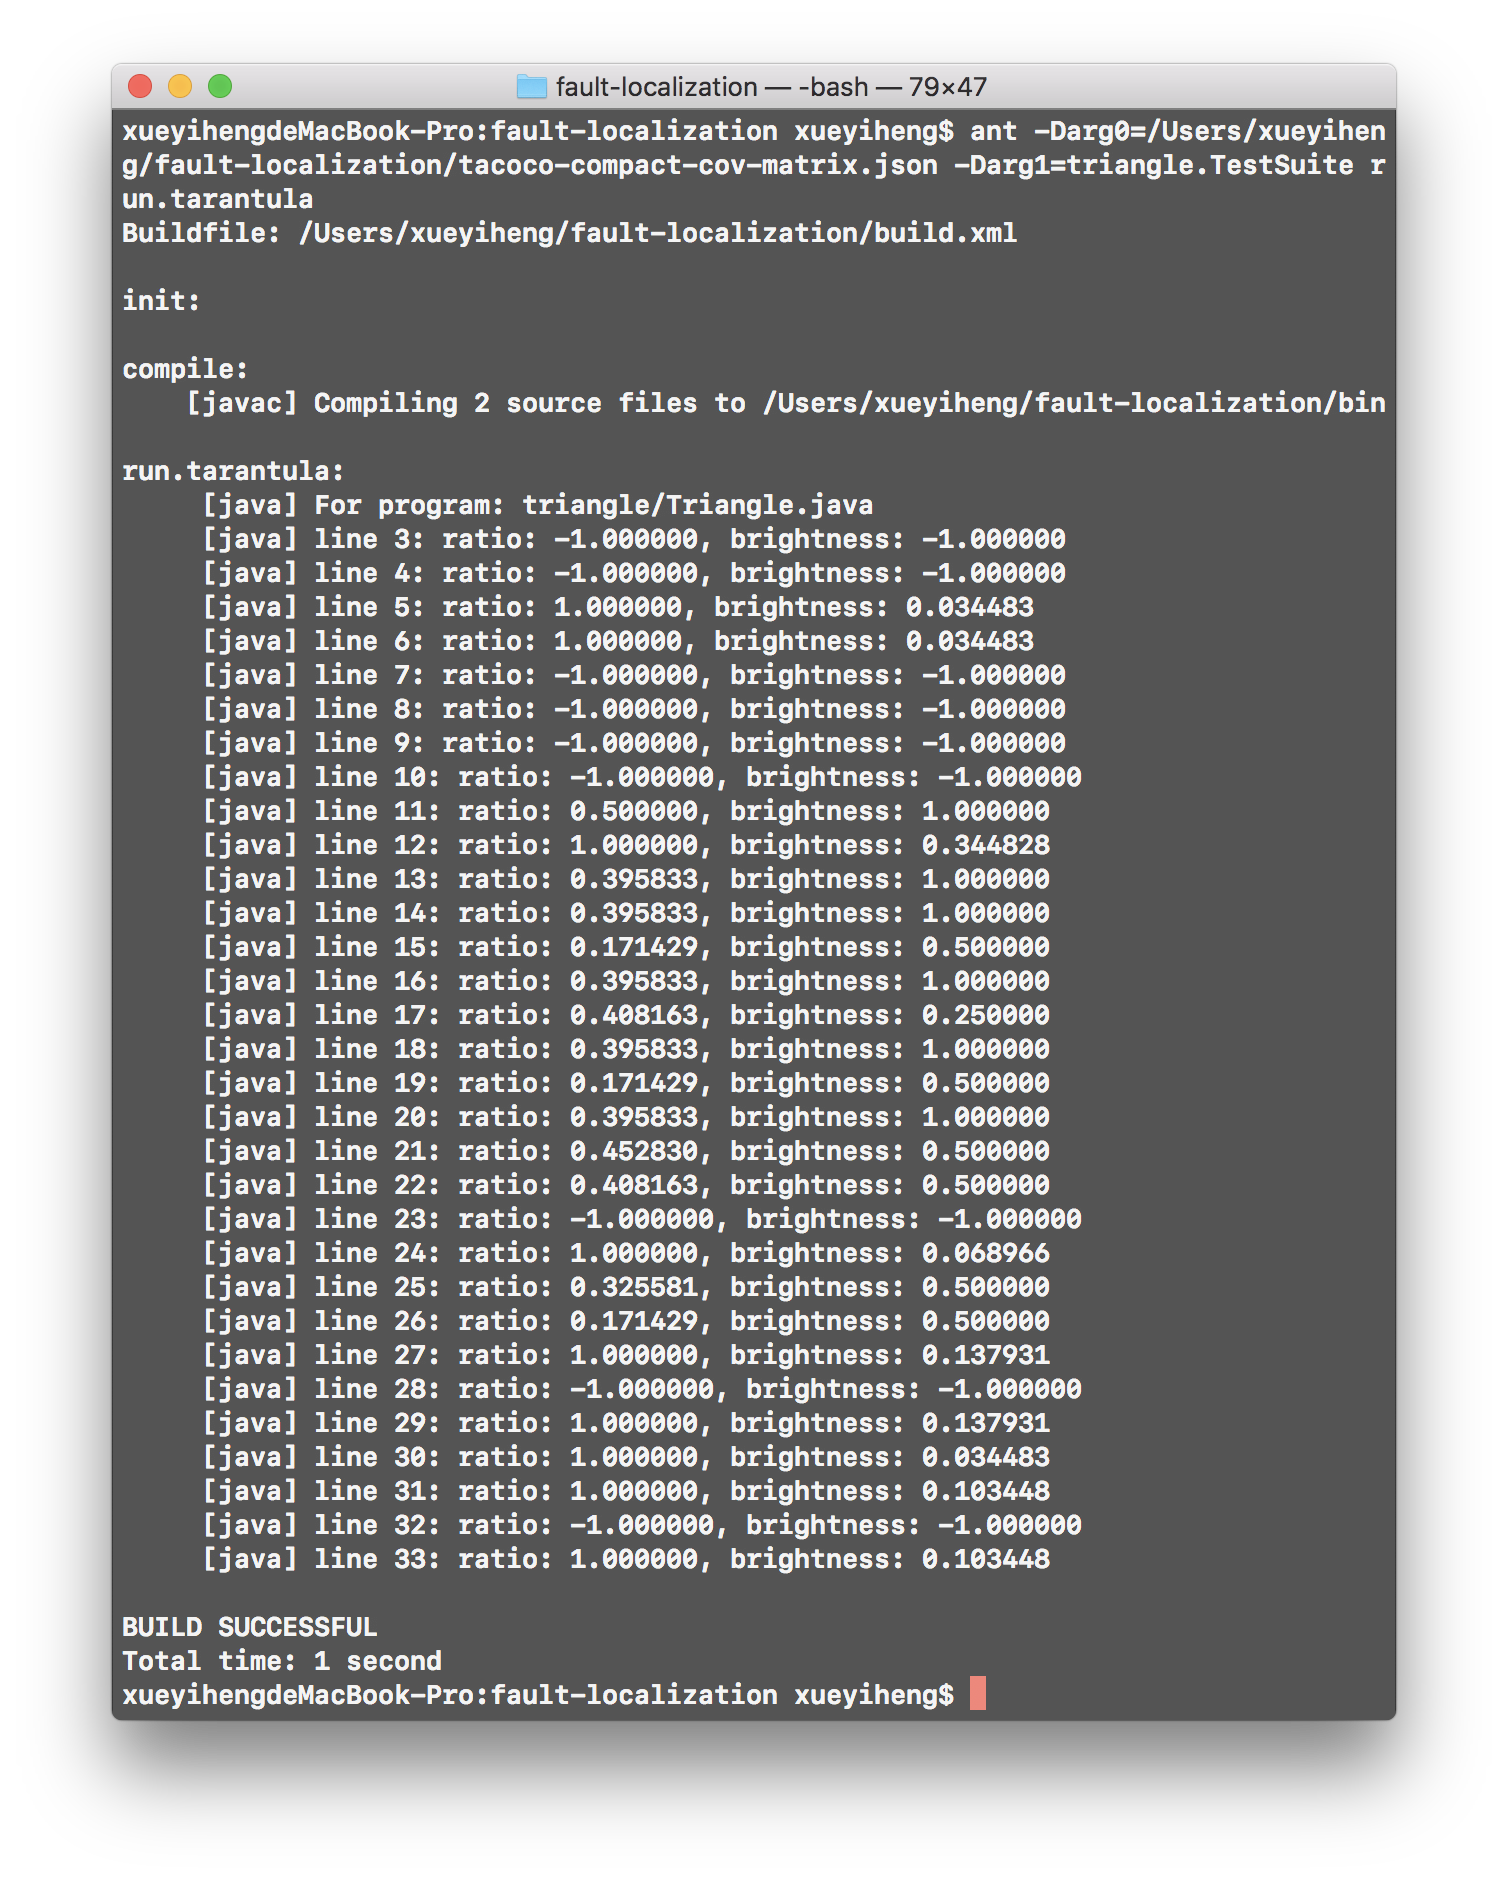 fault-localization — -bash — 79×47
xueyihengdeMacBook-Pro:fault-localization xueyiheng$ ant -Darg0=/Users/xueyihen
g/fault-localization/tacoco-compact-cov-matrix.json -Darg1=triangle.TestSuite r
un.tarantula
Buildfile: /Users/xueyiheng/fault-localization/build.xml
init:
compile:
[javac] Compiling 2 source files to /Users/xueyiheng/fault-localization/bin
run.tarantula:
[java] For program: triangle/Triangle.java
[java] line 3: ratio: -1.000000, brightness: -1.000000
[java] line 4: ratio: -1.000000, brightness: -1.000000
[java] line 5: ratio: 1.000000, brightness: 0.034483
[java] line 6: ratio: 1.000000, brightness: 0.034483
[java] line 7: ratio: -1.000000, brightness: -1.000000
[java] line 8: ratio: -1.000000, brightness: -1.000000
[java] line 9: ratio: -1.000000, brightness: -1.000000
[java] line 10: ratio: -1.000000, brightness: -1.000000
[java] line 11: ratio: 0.500000, brightness: 1.000000
[java] line 12: ratio: 1.000000, brightness: 0.344828
[java] line 13: ratio: 0.395833, brightness: 1.000000
[java] line 14: ratio: 0.395833, brightness: 1.000000
[java] line 15: ratio: 0.171429, brightness: 0.500000
[java] line 16: ratio: 0.395833, brightness: 1.000000
[java] line 17: ratio: 0.408163, brightness: 0.250000
[java] line 18: ratio: 0.395833, brightness: 1.000000
[java] line 19: ratio: 0.171429, brightness: 0.500000
[java] line 20: ratio: 0.395833, brightness: 1.000000
[java] line 21: ratio: 0.452830, brightness: 0.500000
[java] line 22: ratio: 0.408163, brightness: 0.500000
[java] line 23: ratio: -1.000000, brightness: -1.000000
[java] line 24: ratio: 1.000000, brightness: 0.068966
[java] line 25: ratio: 0.325581, brightness: 0.500000
[java] line 26: ratio: 0.171429, brightness: 0.500000
[java] line 27: ratio: 1.000000, brightness: 0.137931
[java] line 28: ratio: -1.000000, brightness: -1.000000
[java] line 29: ratio: 1.000000, brightness: 0.137931
[java] line 30: ratio: 1.000000, brightness: 0.034483
[java] line 31: ratio: 1.000000, brightness: 0.103448
[java] line 32: ratio: -1.000000, brightness: -1.000000
[java] line 33: ratio: 1.000000, brightness: 0.103448
BUILD SUCCESSFUL
Total time: 1 second
xueyihengdeMacBook-Pro:fault-localization xueyiheng$